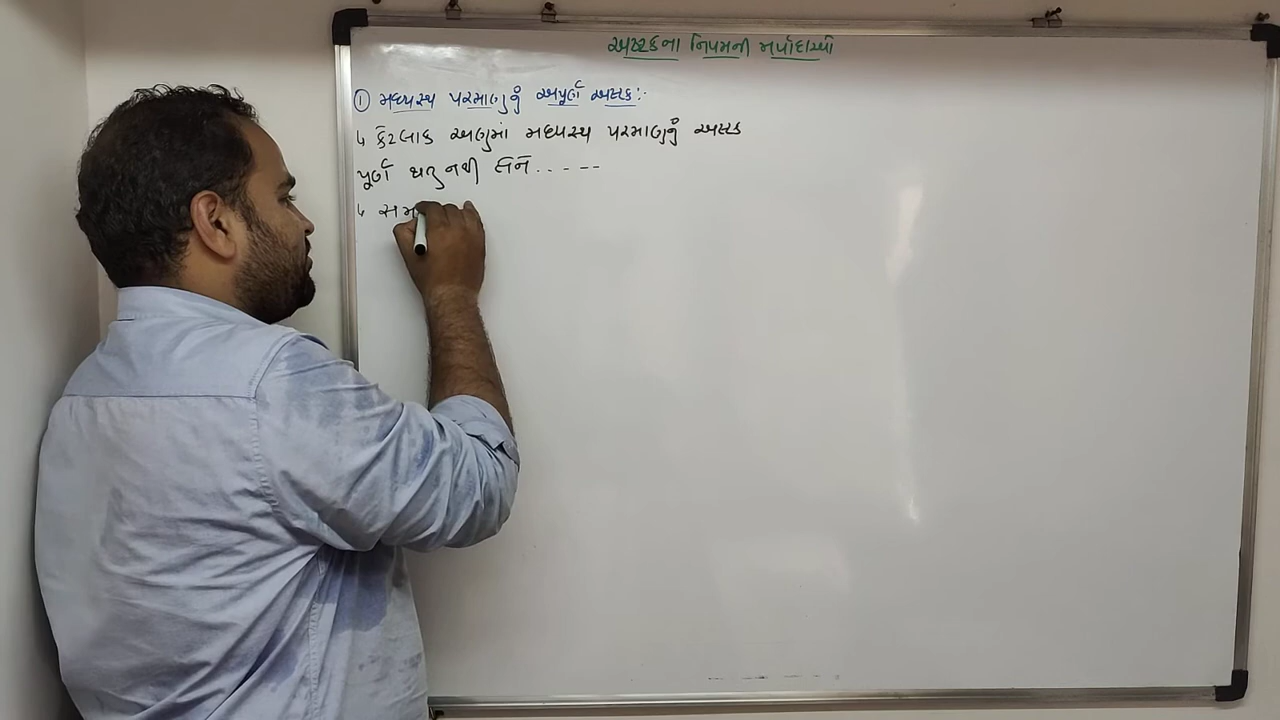 અષ્ટકના નિયમની મર્યાદાઓ
① મધ્યસ્થ પરમાણુનું અપૂર્ણ અષ્ટક :-
↳ કેટલાક અણુમાં મધ્યસ્થ પરમાણુનું અષ્ટક
પૂર્ણ થતુ નથી .....
↳ સમ